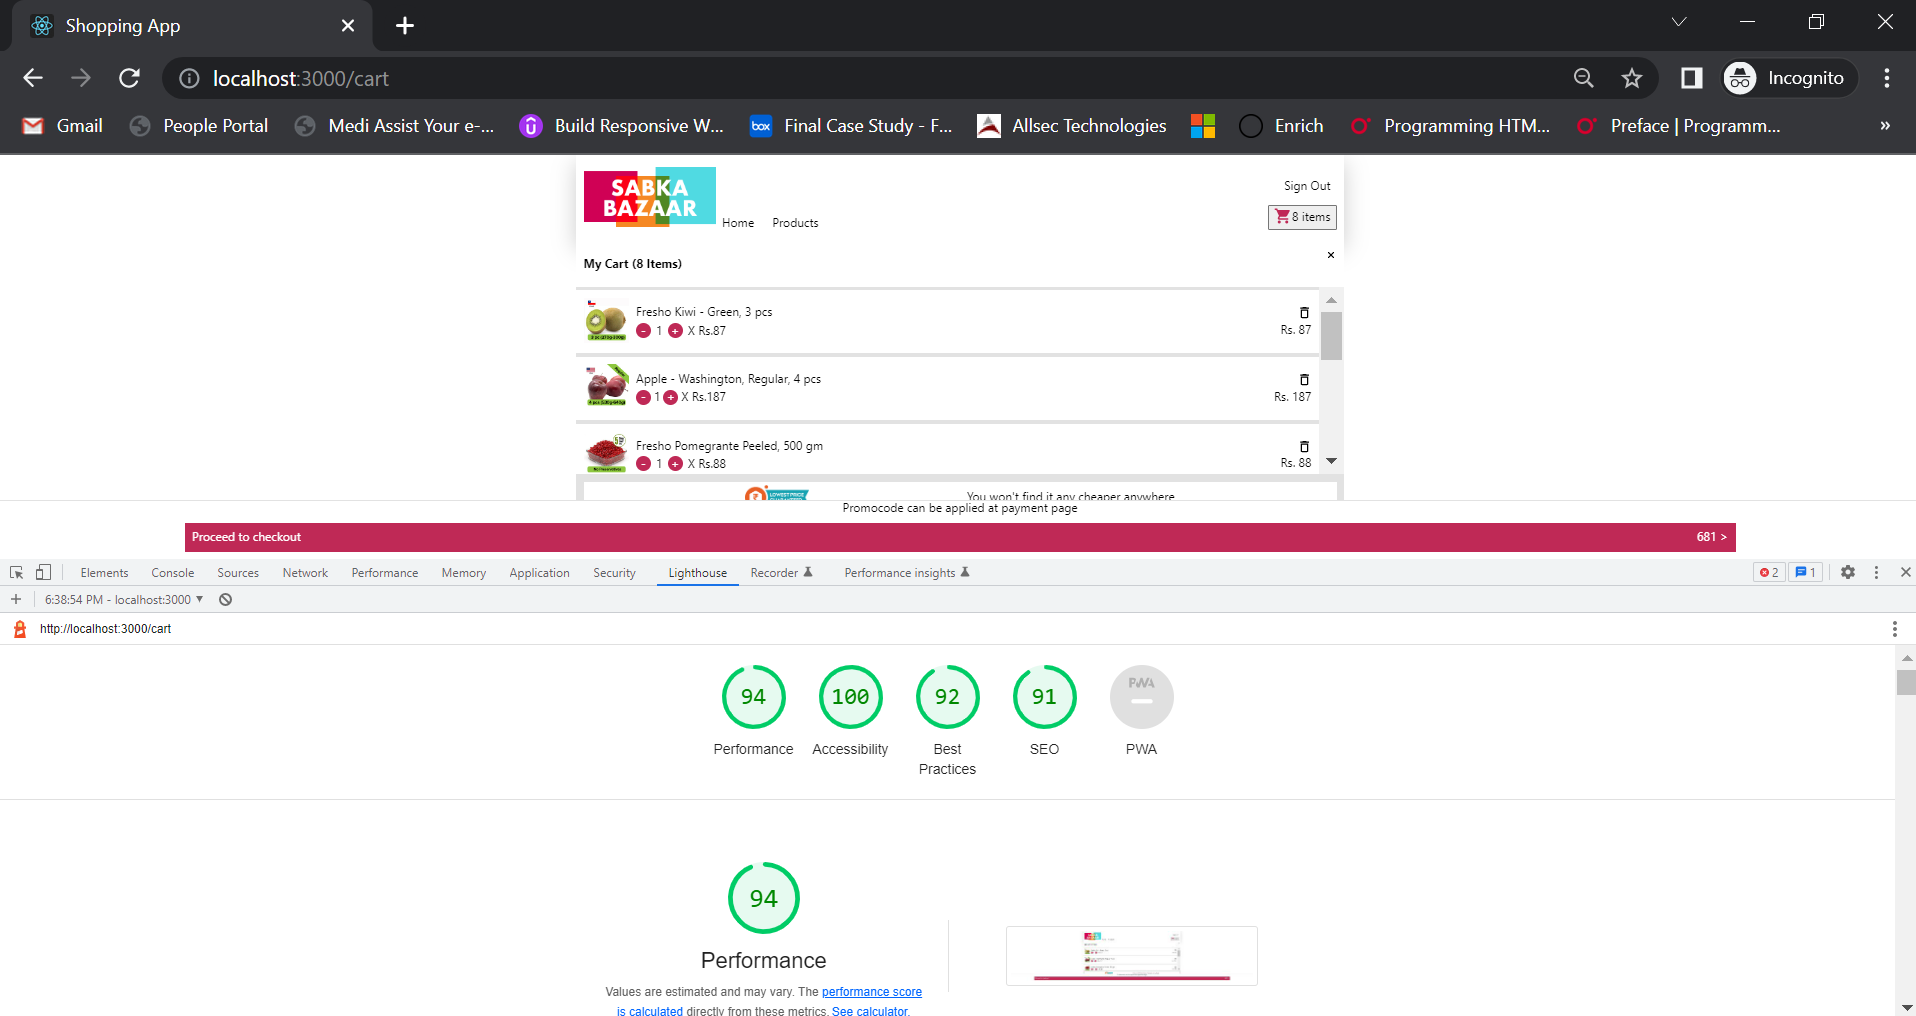 Shopping App
localhost:3000/cart
Incognito
Gmail
People Portal
Medi Assist Your e-...
Build Responsive W...
box
Final Case Study - F...
Allsec Technologies
Enrich
Programming HTM...
Preface | Programm...
»
SABKA
BAZAAR
Home
Products
Sign Out
8 items
My Cart (8 Items)
×
Fresho Kiwi - Green, 3 pcs
- 1 + X Rs.87
Rs. 87
Apple - Washington, Regular, 4 pcs
- 1 + X Rs.187
Rs. 187
Fresho Pomegrante Peeled, 500 gm
- 1 + X Rs.88
Rs. 88
LOWEST PRICE
You won't find it any cheaper anywhere
Promocode can be applied at payment page
Proceed to checkout
681 >
Elements
Console
Sources
Network
Performance
Memory
Application
Security
Lighthouse
Recorder
Performance insights
2
1
6:38:54 PM - localhost:3000
http://localhost:3000/cart
94
100
92
91
PWA
Performance
Accessibility
Best
Practices
SEO
PWA
94
Performance
Values are estimated and may vary. The performance score
is calculated directly from these metrics. See calculator.